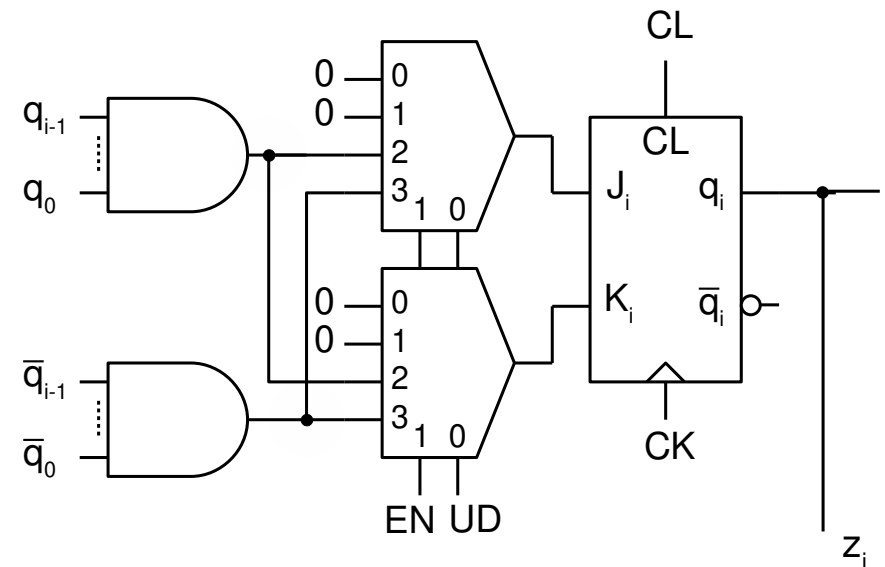 CL
q_{i-1}
q_0
0 0
0 1
2
3
1 0
CL
J_i q_i
K_i q̅_i
0 0
0 1
2
3
1 0
q̅_{i-1}
q̅_0
CK
EN UD
z_i